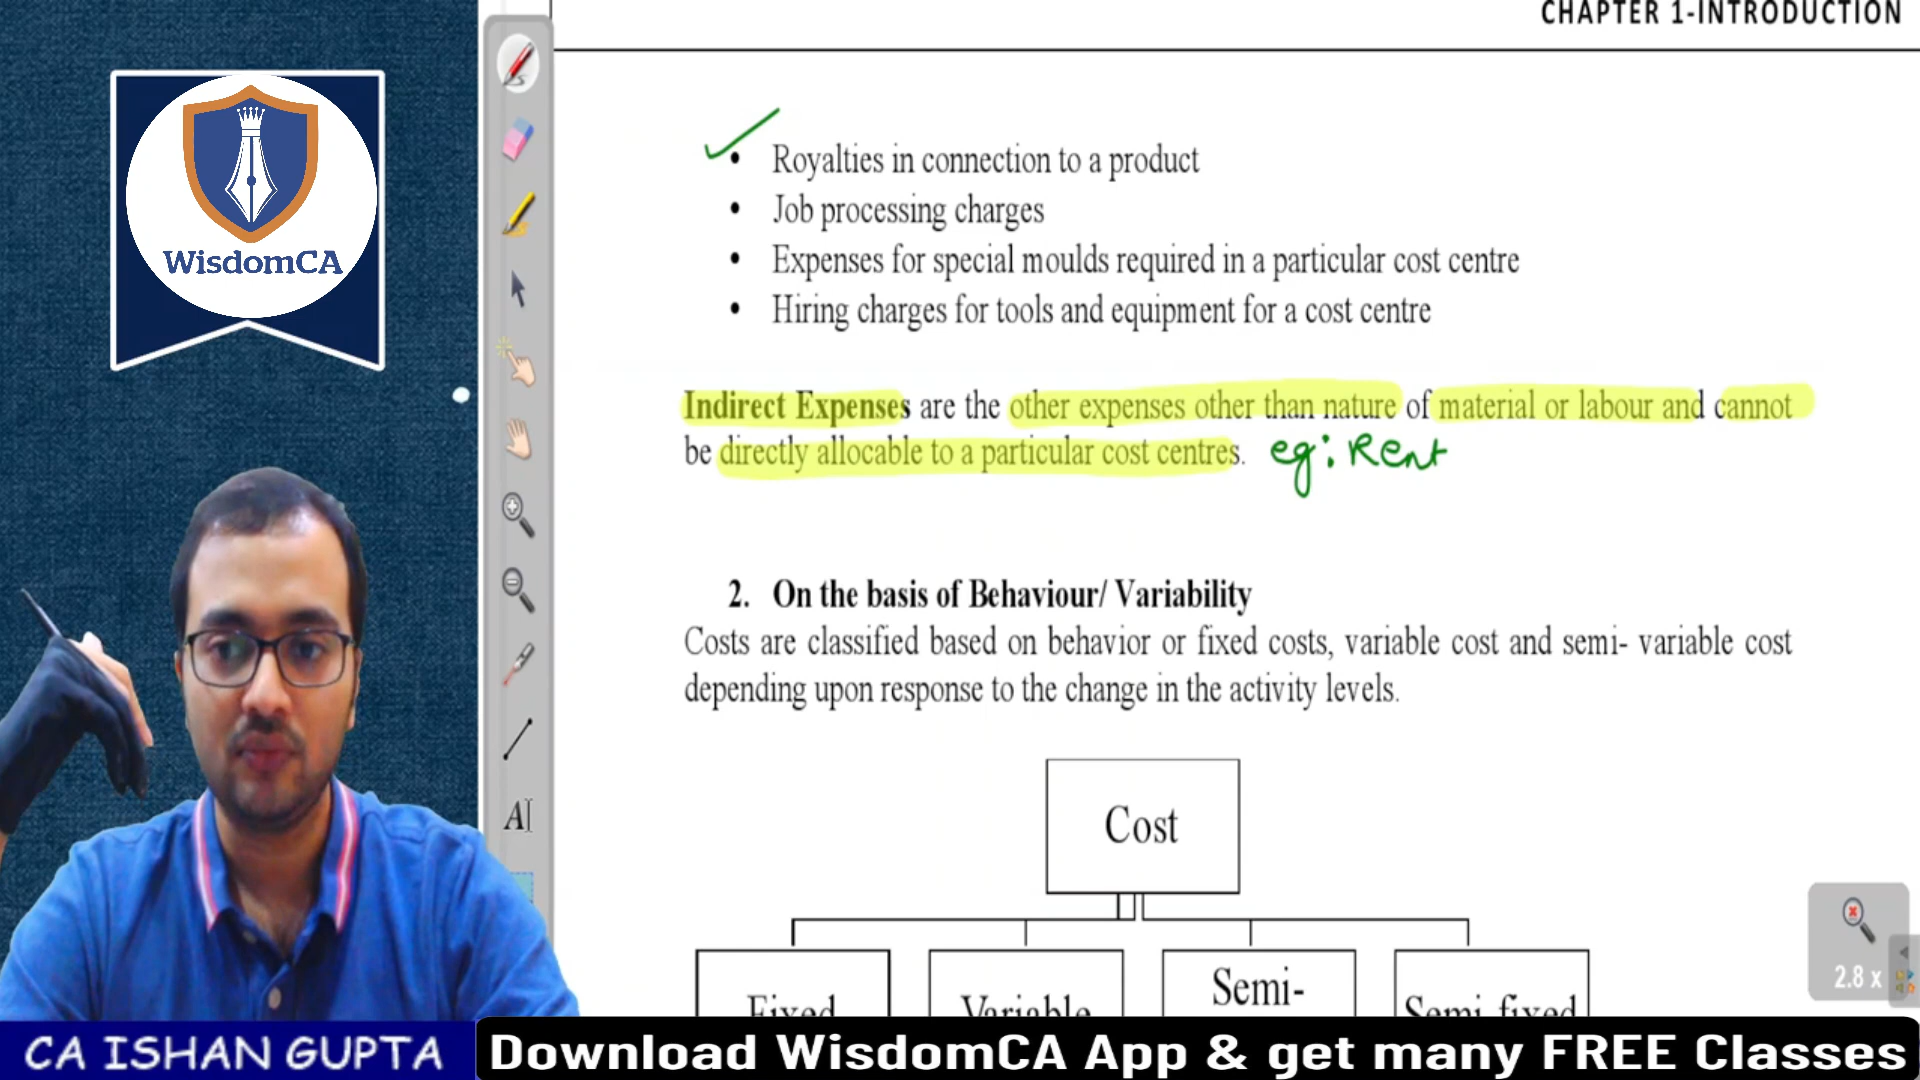 CHAPTER 1-INTRODUCTION
WisdomCA
• Royalties in connection to a product
• Job processing charges
• Expenses for special moulds required in a particular cost centre
• Hiring charges for tools and equipment for a cost centre
Indirect Expenses are the other expenses other than nature of material or labour and cannot
be directly allocable to a particular cost centres. eg: Rent
2. On the basis of Behaviour/ Variability
Costs are classified based on behavior or fixed costs, variable cost and semi- variable cost
depending upon response to the change in the activity levels.
Cost
Fixed
Variable
Semi-
Semi-fixed
A
2.8 x
CA ISHAN GUPTA
Download WisdomCA App & get many FREE Classes